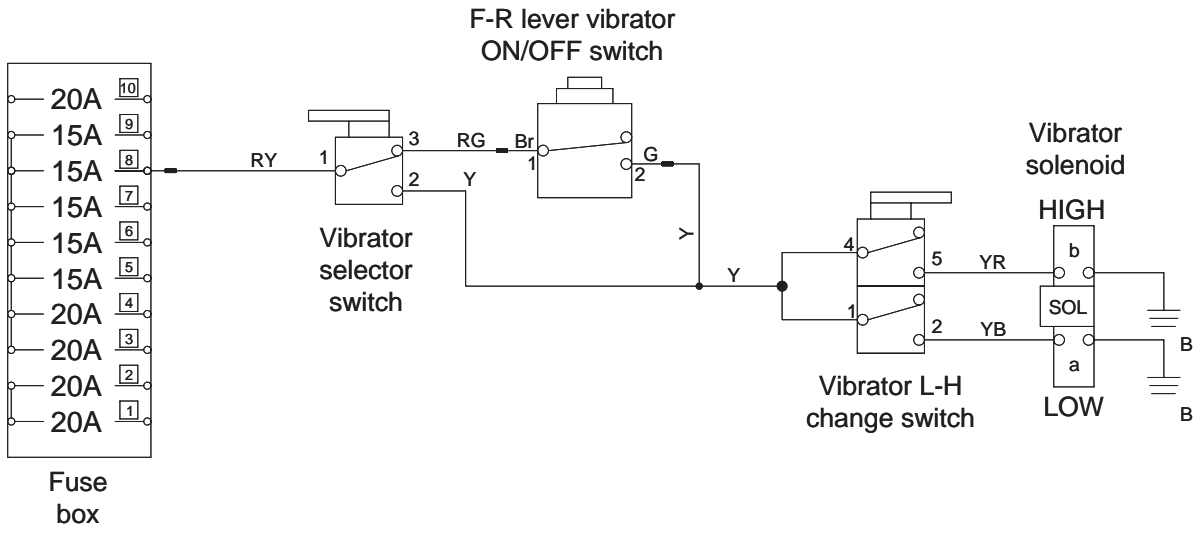 F-R lever vibrator
ON/OFF switch
20A 10
15A 9
15A 8
15A 7
15A 6
15A 5
20A 4
20A 3
20A 2
20A 1
Fuse
box
RY
1
3
2
Vibrator
selector
switch
RG
Br
1
G
2
Y
Y
Y
4
5
1
2
Vibrator L-H
change switch
YR
YB
Vibrator
solenoid
HIGH
b
SOL
a
LOW
B
B